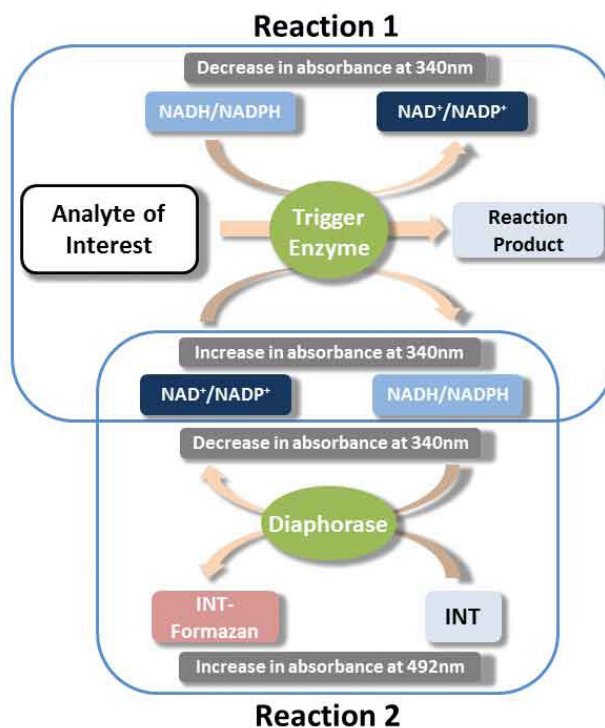 Reaction 1
Decrease in absorbance at 340nm
NADH/NADPH
NAD⁺/NADP⁺
Analyte of
Interest
Trigger
Enzyme
Reaction
Product
Increase in absorbance at 340nm
NAD⁺/NADP⁺
NADH/NADPH
Decrease in absorbance at 340nm
Diaphorase
INT-
Formazan
INT
Increase in absorbance at 492nm
Reaction 2